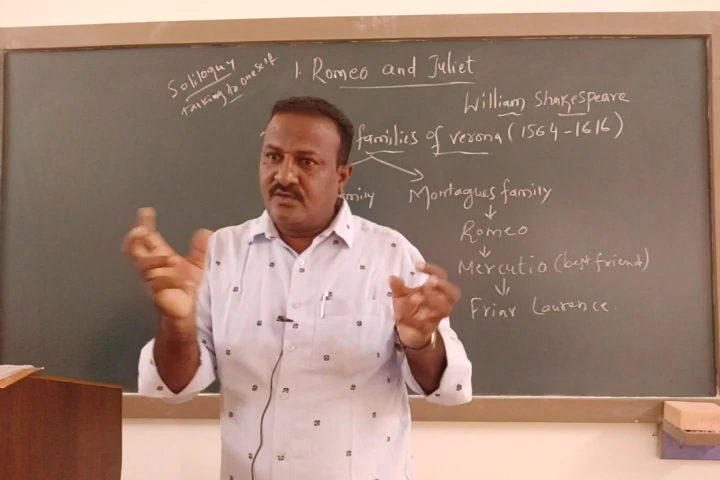 Soliloquy
talking to oneself
1. Romeo and Juliet
William Shakespeare
families of verona (1564-1616)
Montagues family
Romeo
Mercutio (best friend)
Friar Laurence.